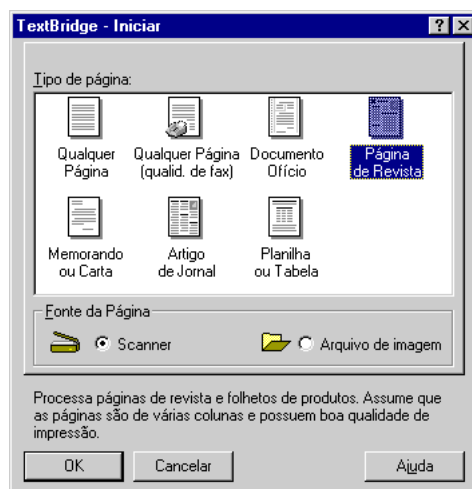 TextBridge - Iniciar
Tipo de página:
Qualquer Página
Qualquer Página (qualid. de fax)
Documento Ofício
Página de Revista
Memorando ou Carta
Artigo de Jornal
Planilha ou Tabela
Fonte da Página
Scanner
Arquivo de imagem
Processa páginas de revista e folhetos de produtos. Assume que
as páginas são de várias colunas e possuem boa qualidade de
impressão.
OK
Cancelar
Ajuda